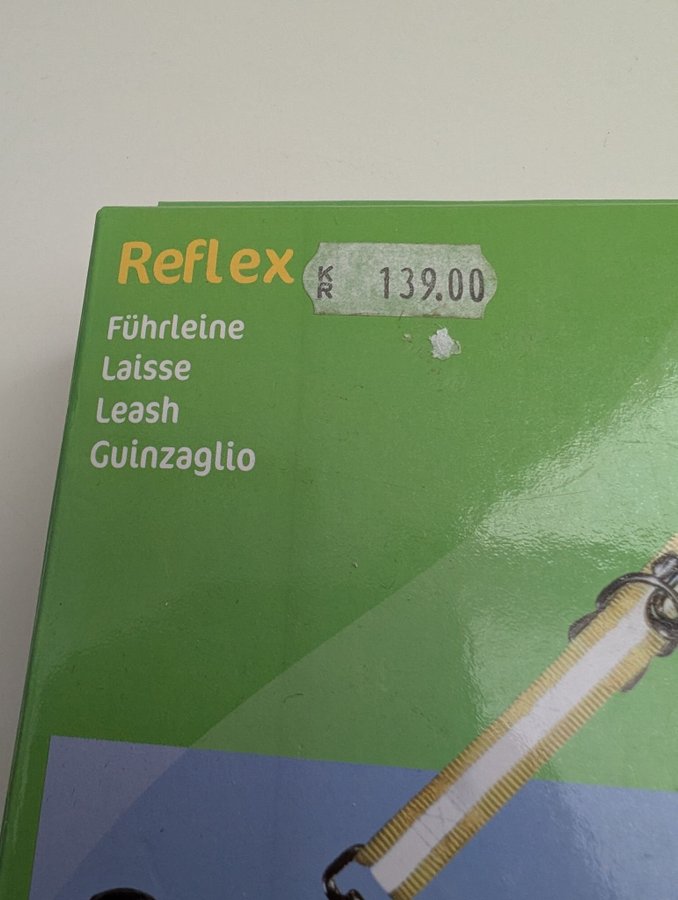 Reflex
KR 139.00
Führleine
Laisse
Leash
Guinzaglio